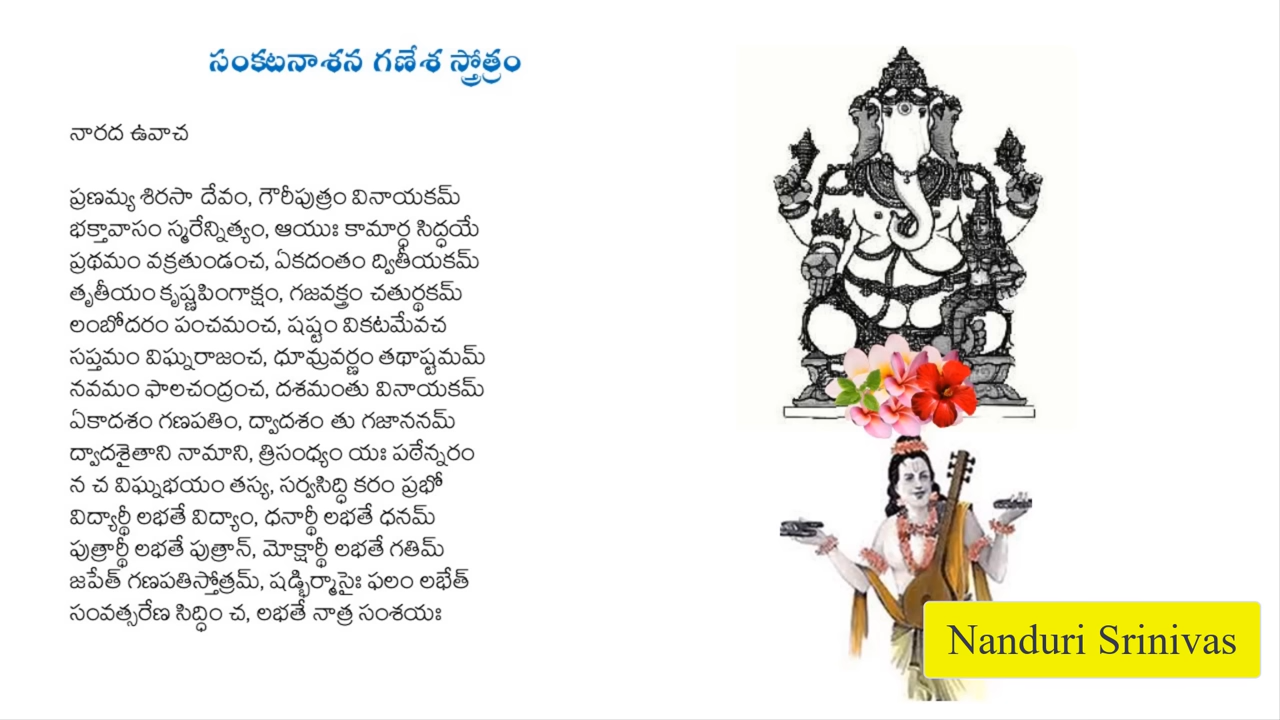 సంకటనాశన గణేశ స్తోత్రం
నారద ఉవాచ
ప్రణమ్య శిరసా దేవం, గౌరీపుత్రం వినాయకమ్
భక్తావాసం స్మరేన్నిత్యం, ఆయుః కామార్ధ సిద్ధయే
ప్రథమం వక్రతుండంచ, ఏకదంతం ద్వితీయకమ్
తృతీయం కృష్ణపింగాక్షం, గజవక్త్రం చతుర్థకమ్
లంబోదరం పంచమంచ, షష్టం వికటమేవచ
సప్తమం విఘ్నరాజంచ, ధూమ్రవర్ణం తథాష్టమమ్
నవమం ఫాలచంద్రంచ, దశమంతు వినాయకమ్
ఏకాదశం గణపతిం, ద్వాదశం తు గజాననమ్
ద్వాదశైతాని నామాని, త్రిసంధ్యం యః పఠేన్నరం
న చ విఘ్నభయం తస్య, సర్వసిద్ధి కరం ప్రభో
విద్యార్థీ లభతే విద్యాం, ధనార్థీ లభతే ధనమ్
పుత్రార్థీ లభతే పుత్రాన్, మోక్షార్థీ లభతే గతిమ్
జపేత్ గణపతిస్తోత్రమ్, షడ్భిర్మాసైః ఫలం లభేత్
సంవత్సరేణ సిద్ధిం చ, లభతే నాత్ర సంశయః
Nanduri Srinivas